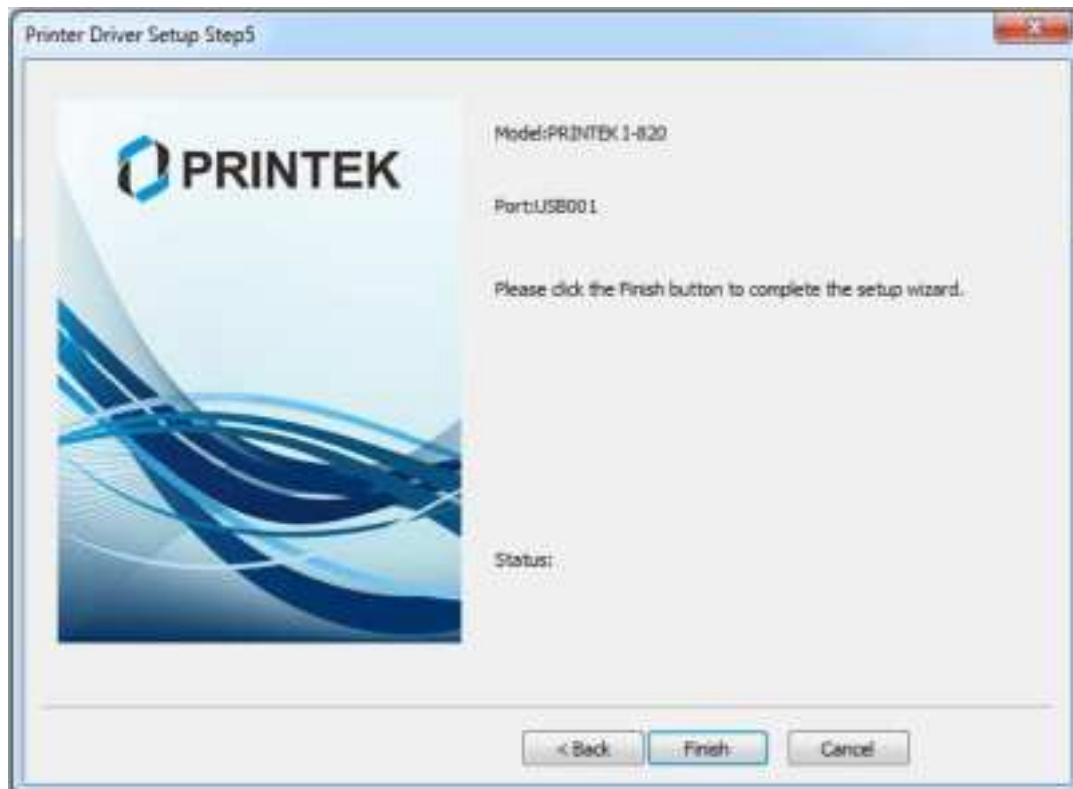 Printer Driver Setup Step5
PRINTEK
Model:PRINTEK I-820
Port:USB001
Please click the Finish button to complete the setup wizard.
Status:
< Back
Finish
Cancel